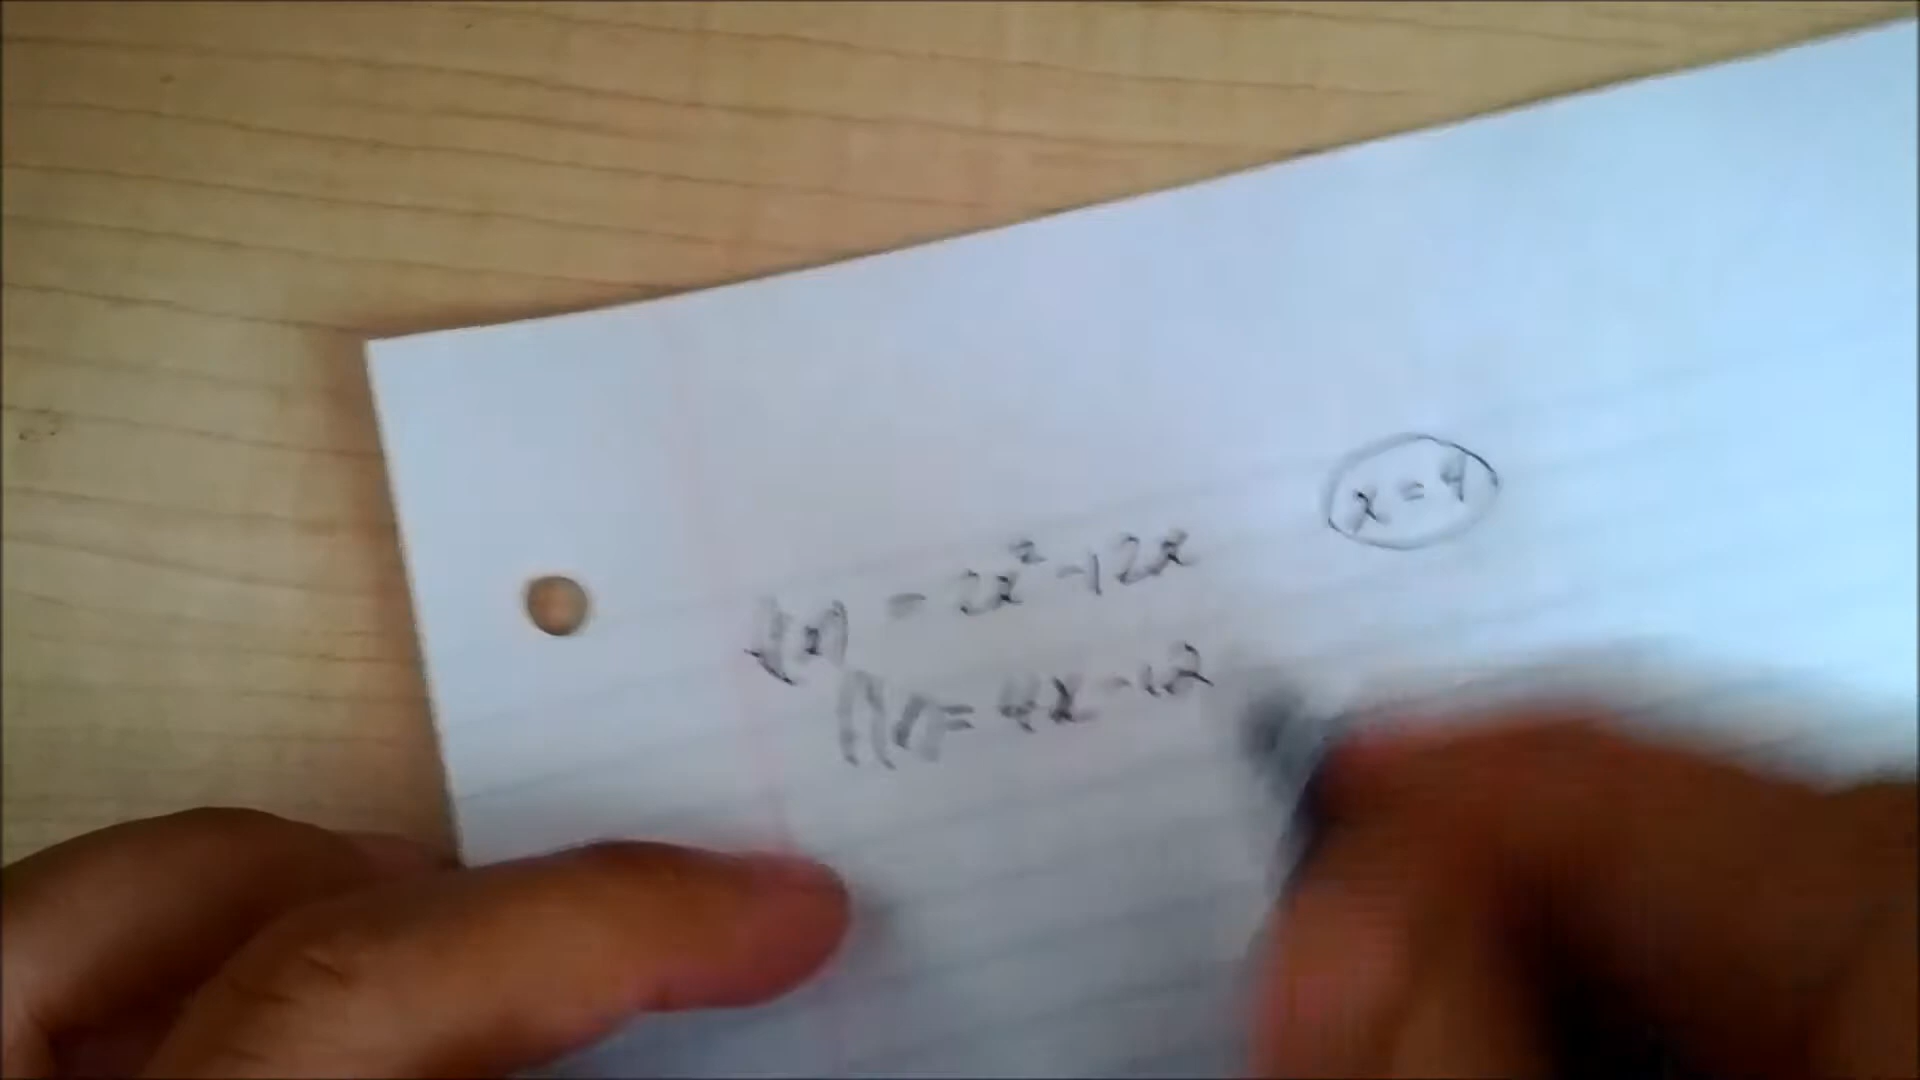 x = 4
f(x) = 2x² - 12x
f'(x) = 4x - 12